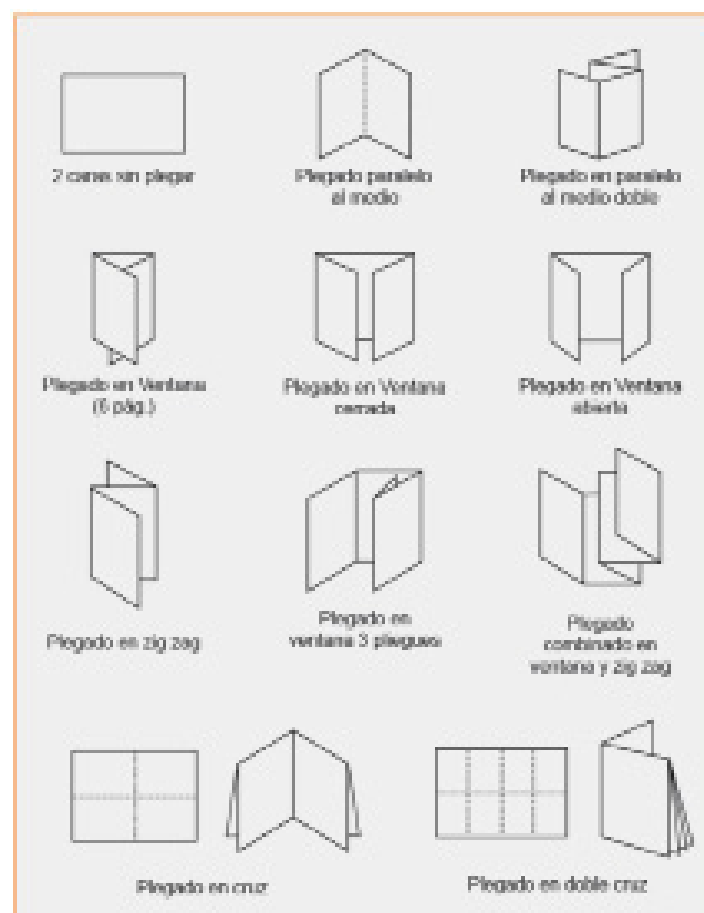 2 caras sin plegar
Plegado paralelo
al medio
Plegado en paralelo
al medio doble
Plegado en Ventana
(6 pág.)
Plegado en Ventana
cerrada
Plegado en Ventana
abierta
Plegado en zig zag
Plegado en
ventana 3 pliegues
Plegado
combinado en
ventana y zig zag
Plegado en cruz
Plegado en doble cruz